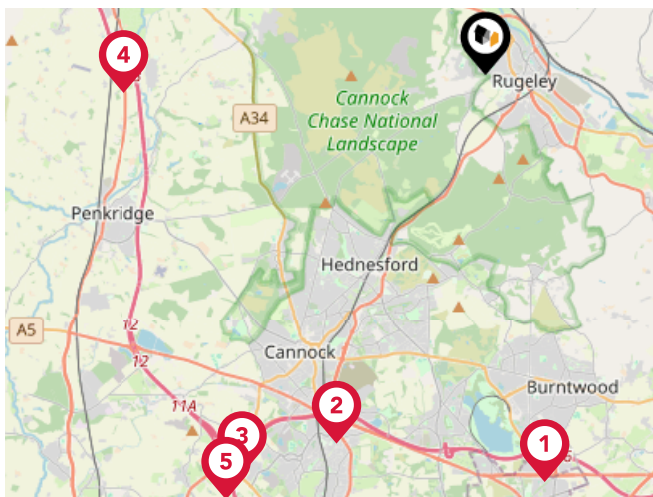 4
Rugeley
Cannock
Chase National
Landscape
A34
Penkridge
Hednesford
A5
12
12
Cannock
Burntwood
11A
2
3
1
5